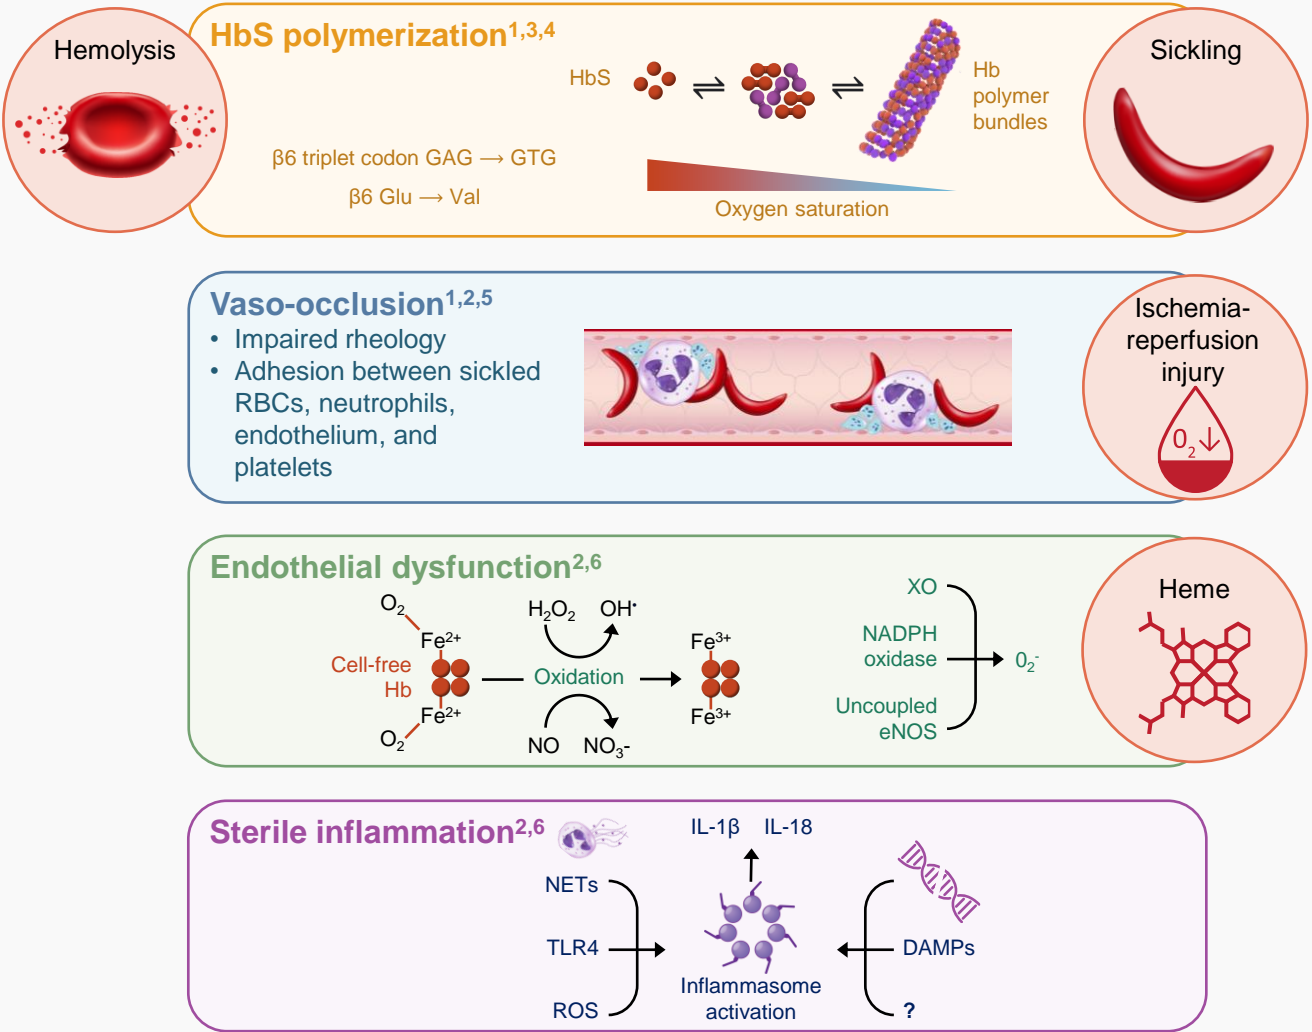 Hemolysis
HbS polymerization1,3,4
HbS
Hb
polymer
bundles
β6 triplet codon GAG → GTG
β6 Glu → Val
Oxygen saturation
Sickling
Vaso-occlusion1,2,5
• Impaired rheology
• Adhesion between sickled
RBCs, neutrophils,
endothelium, and
platelets
Ischemia-
reperfusion
injury
02↓
Endothelial dysfunction2,6
O2
Fe2+
Cell-free
Hb
Fe2+
O2
H2O2 OH•
Oxidation
NO NO3-
Fe3+
Fe3+
XO
NADPH
oxidase
Uncoupled
eNOS
02-
Heme
Sterile inflammation2,6
NETs
TLR4
ROS
IL-1β IL-18
Inflammasome
activation
DAMPs
?